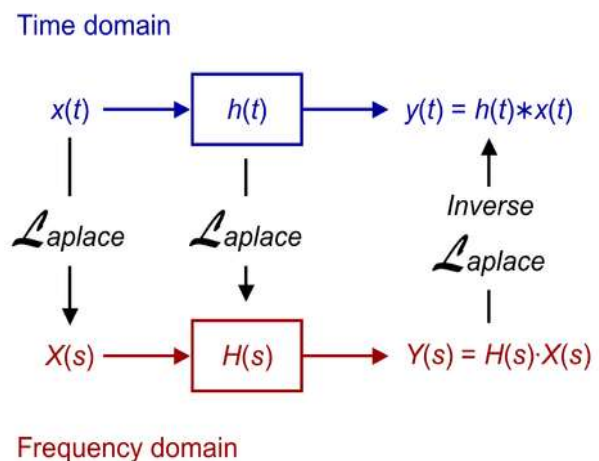 Time domain
x(t) h(t) y(t) = h(t)∗x(t)
Inverse
ℒaplace ℒaplace ℒaplace
X(s) H(s) Y(s) = H(s)·X(s)
Frequency domain